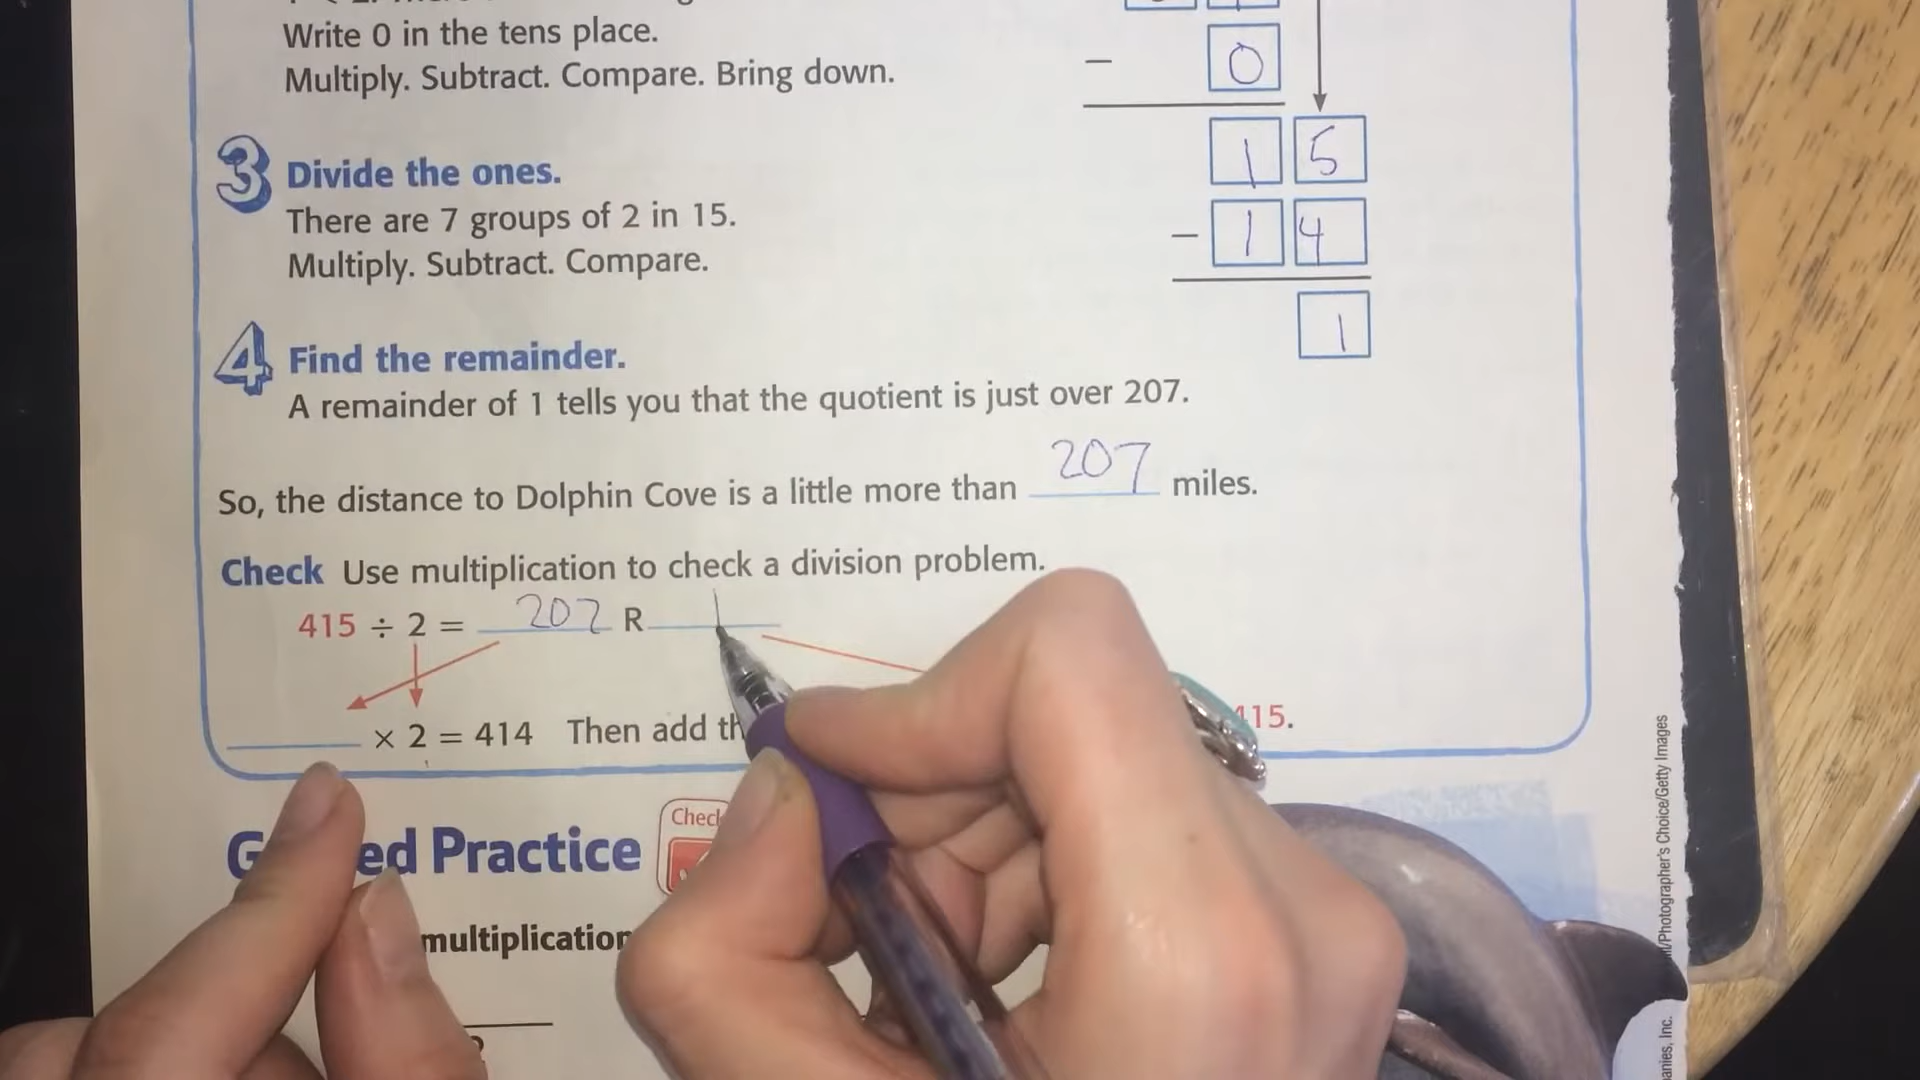 Write 0 in the tens place.
Multiply. Subtract. Compare. Bring down.
− 0
1 5
3 Divide the ones.
There are 7 groups of 2 in 15.
Multiply. Subtract. Compare.
− 1 4
1
4 Find the remainder.
A remainder of 1 tells you that the quotient is just over 207.
So, the distance to Dolphin Cove is a little more than 207 miles.
Check Use multiplication to check a division problem.
415 ÷ 2 = 207 R 1
× 2 = 414 Then add th
415.
ed Practice
Check
multiplication
/Photographer's Choice/Getty Images
Inc.